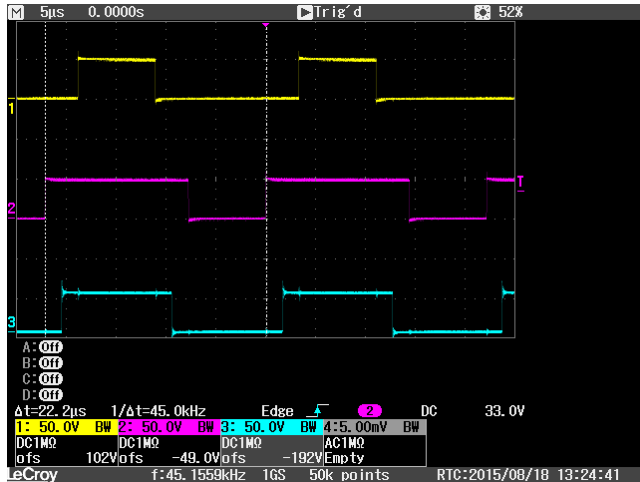 M 5µs 0.0000s Trig´d 52%
1
T
2
3
A:Off
B:Off
C:Off
D:Off
Δt=22.2µs 1/Δt=45.0kHz Edge 2 DC 33.0V
1: 50.0V BW 2: 50.0V BW 3: 50.0V BW 4:5.00mV BW
DC1MΩ DC1MΩ DC1MΩ AC1MΩ
ofs 102V ofs -49.0V ofs -192V Empty
LeCroy f:45.1559kHz 1GS 50k points RTC:2015/08/18 13:24:41